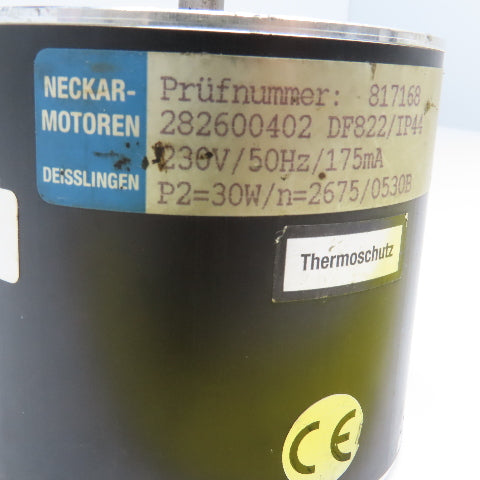 NECKAR-
MOTOREN
DEISSLINGEN
Prüfnummer: 817168
282600402 DF822/IP44
230V/50Hz/175mA
P2=30W/n=2675/0530B
Thermoschutz
CE